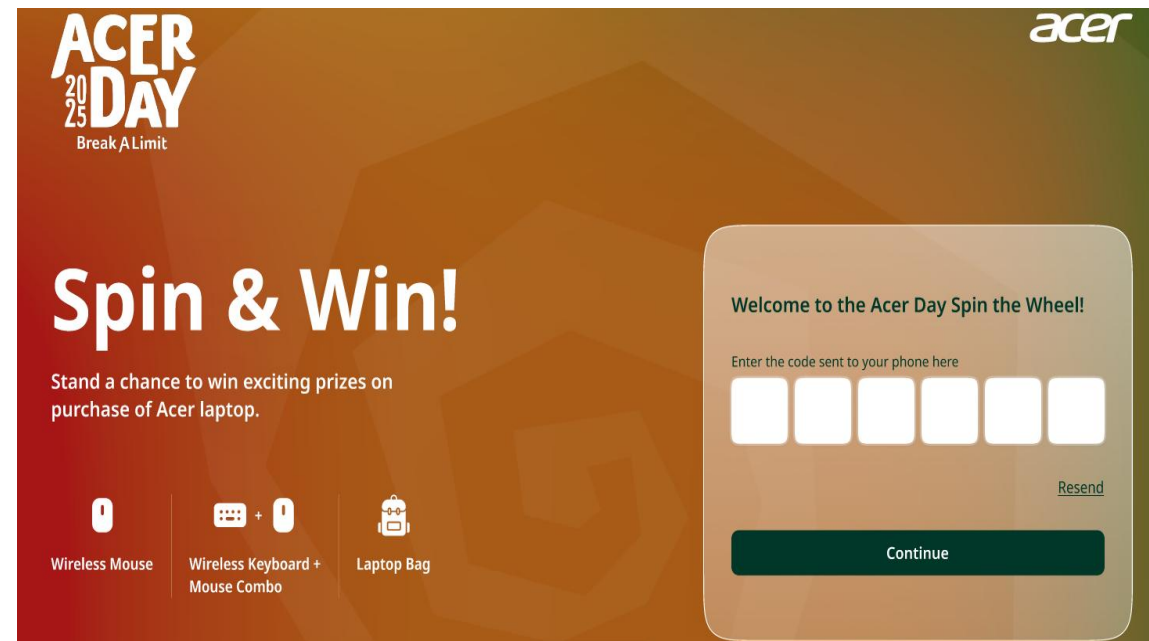 ACER
2025 DAY
Break A Limit
acer
Spin & Win!
Stand a chance to win exciting prizes on
purchase of Acer laptop.
Wireless Mouse
+
Wireless Keyboard +
Mouse Combo
Laptop Bag
Welcome to the Acer Day Spin the Wheel!
Enter the code sent to your phone here
Resend
Continue